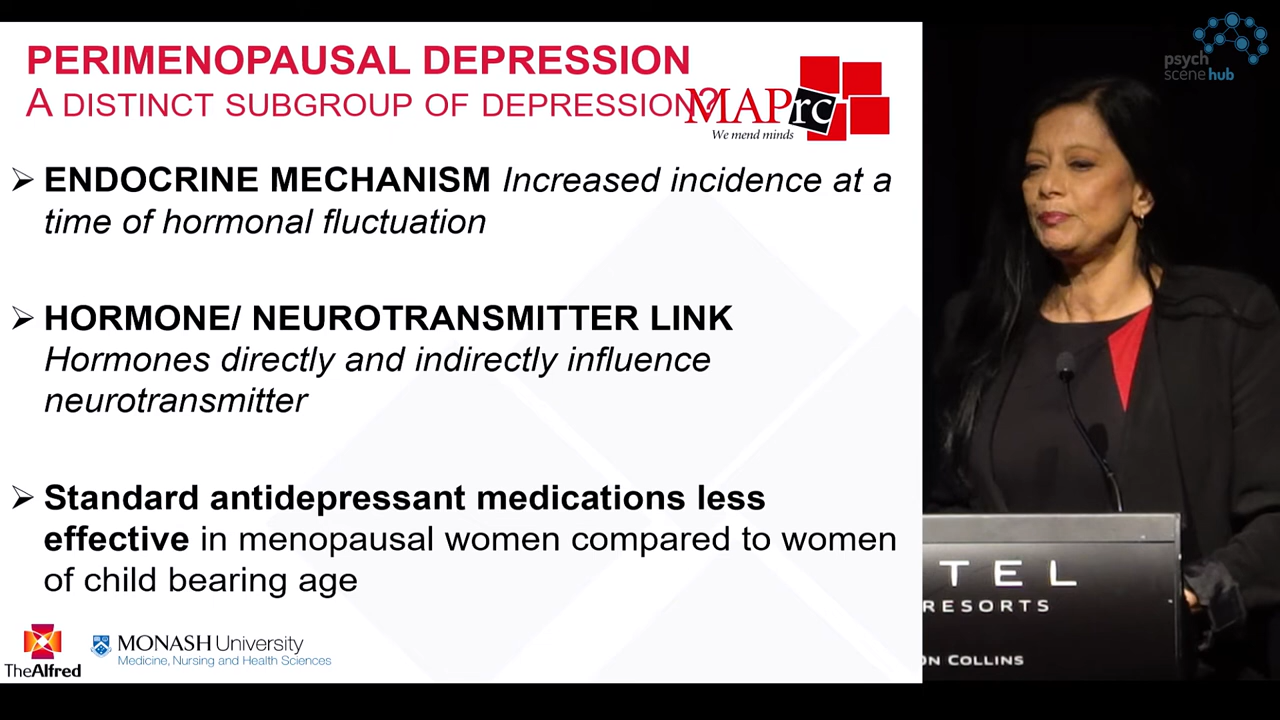 PERIMENOPAUSAL DEPRESSION
A DISTINCT SUBGROUP OF DEPRESSION?
MAPrc
We mend minds
➢ ENDOCRINE MECHANISM Increased incidence at a
time of hormonal fluctuation
➢ HORMONE/ NEUROTRANSMITTER LINK
Hormones directly and indirectly influence
neurotransmitter
➢ Standard antidepressant medications less
effective in menopausal women compared to women
of child bearing age
TheAlfred
MONASH University
Medicine, Nursing and Health Sciences
psych
scene hub
TEL
RESORTS
ON COLLINS